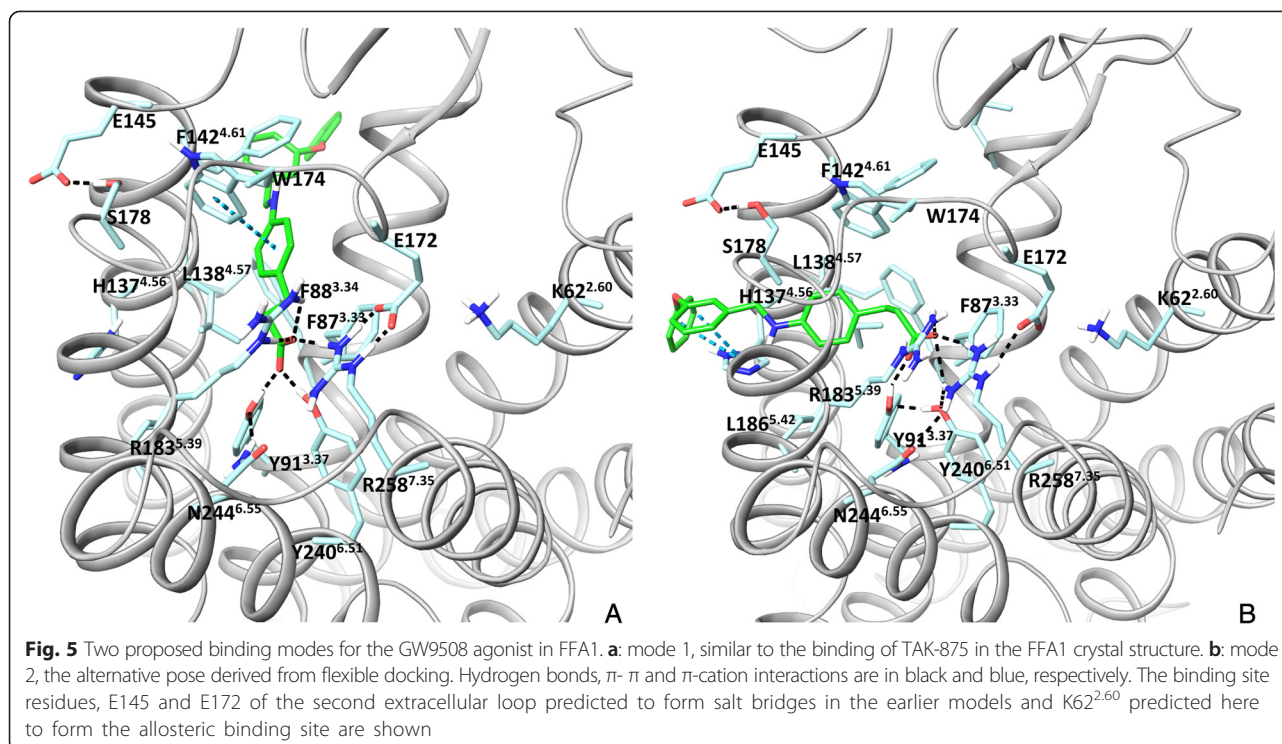 E145
F142^4.61
W174
S178
E172
L138^4.57
H137^4.56
F88^3.34
K62^2.60
F87^3.33
R183^5.39
Y91^3.37
R258^7.35
N244^6.55
Y240^6.51
A
E145
F142^4.61
W174
S178
L138^4.57
E172
H137^4.56
F87^3.33
K62^2.60
R183^5.39
L186^5.42
Y91^3.37
Y240^6.51
R258^7.35
N244^6.55
B
Fig. 5 Two proposed binding modes for the GW9508 agonist in FFA1. a: mode 1, similar to the binding of TAK-875 in the FFA1 crystal structure. b: mode
2, the alternative pose derived from flexible docking. Hydrogen bonds, π- π and π-cation interactions are in black and blue, respectively. The binding site
residues, E145 and E172 of the second extracellular loop predicted to form salt bridges in the earlier models and K62^2.60 predicted here
to form the allosteric binding site are shown